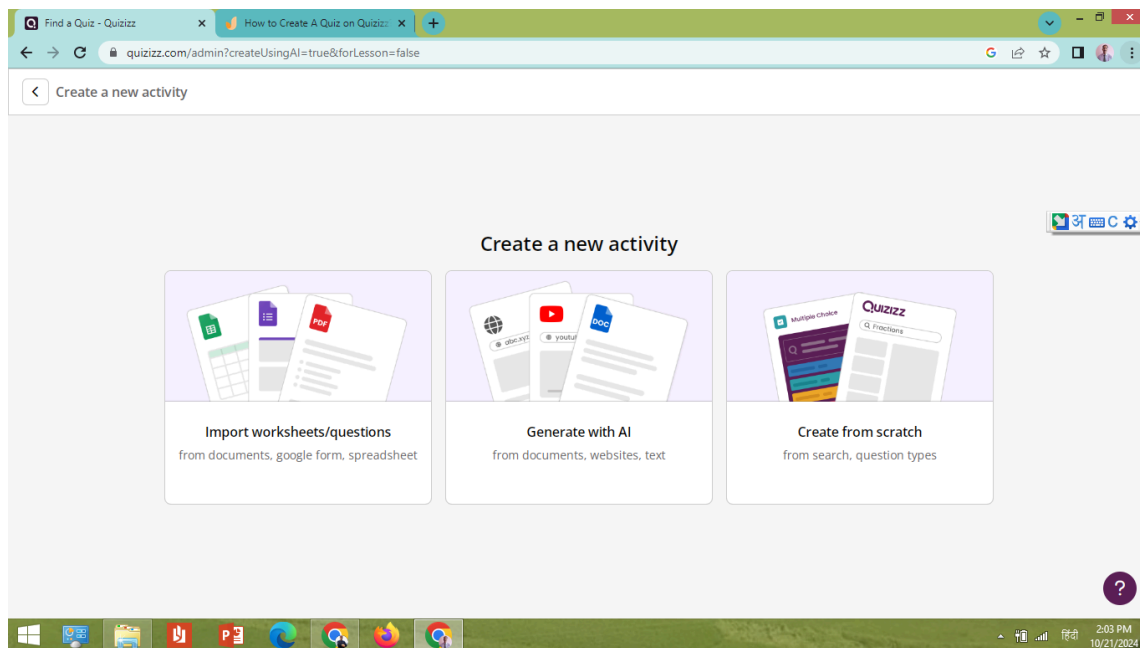 Find a Quiz - Quizizz
How to Create A Quiz on Quiziz
quizizz.com/admin?createUsingAI=true&forLesson=false
Create a new activity
अ C
Create a new activity
PDF
abc.xyz
youtu
DOC
Multiple Choice
QUIZIZZ
Fractions
Import worksheets/questions
from documents, google form, spreadsheet
Generate with AI
from documents, websites, text
Create from scratch
from search, question types
?
हिंदी
2:03 PM
10/21/2024